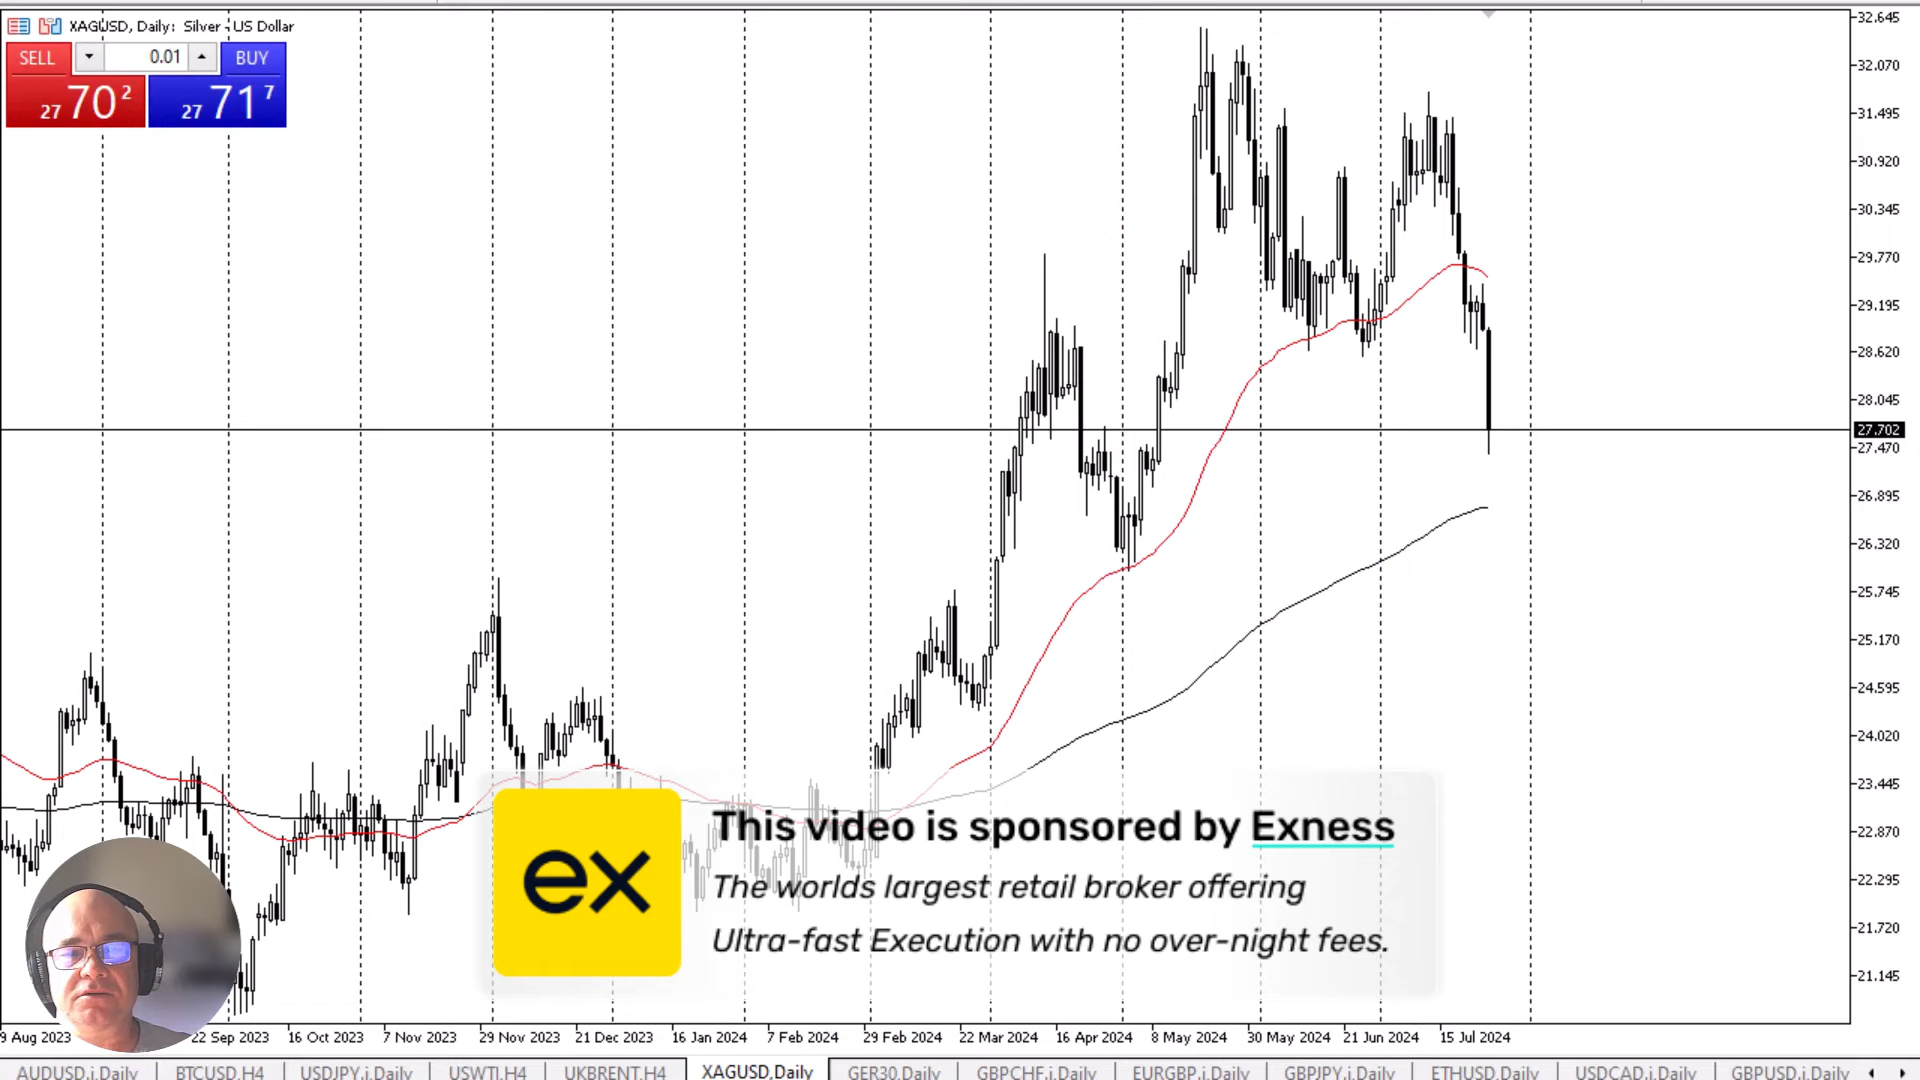 XAGUSD, Daily: Silver - US Dollar
SELL
0.01
BUY
27 70 2
27 71 7
32.645
32.070
31.495
30.920
30.345
29.770
29.195
28.620
28.045
27.702
27.470
26.895
26.320
25.745
25.170
24.595
24.020
23.445
22.870
22.295
21.720
21.145
This video is sponsored by Exness
ex
The worlds largest retail broker offering
Ultra-fast Execution with no over-night fees.
9 Aug 2023
22 Sep 2023
16 Oct 2023
7 Nov 2023
29 Nov 2023
21 Dec 2023
16 Jan 2024
7 Feb 2024
29 Feb 2024
22 Mar 2024
16 Apr 2024
8 May 2024
30 May 2024
21 Jun 2024
15 Jul 2024
AUDUSD.i,Daily
BTCUSD,H4
USDJPY.i,Daily
USWTI,H4
UKBRENT,H4
XAGUSD,Daily
GER30,Daily
GBPCHF.i,Daily
EURGBP.i,Daily
GBPJPY.i,Daily
ETHUSD,Daily
USDCAD.i,Daily
GBPUSD.i,Daily